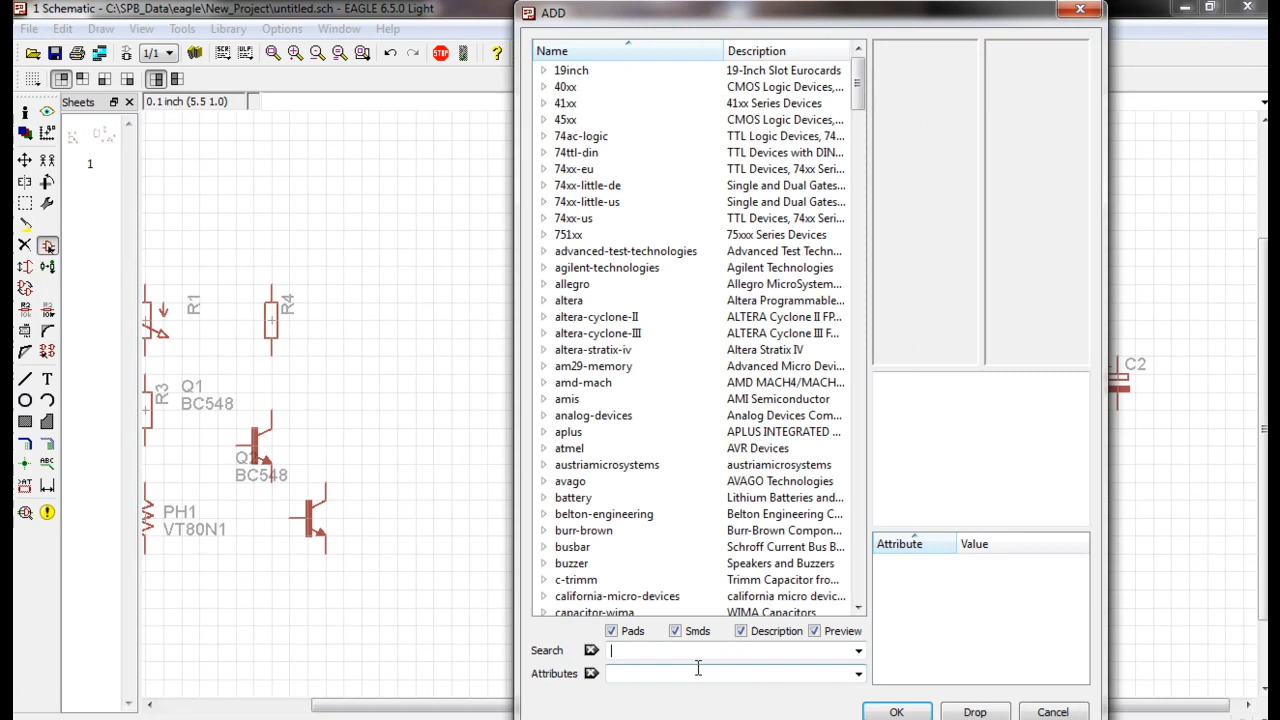 1 Schematic - C:\SPB_Data\eagle\New_Project\untitled.sch - EAGLE 6.5.0 Light
File Edit Draw View Tools Library Options Window Help
1/1
Sheets
0.1 inch (5.5 1.0)
1
R1
R4
R3
Q1
BC548
Q2
BC548
PH1
VT80N1
C2
ADD
Name Description
19inch 19-Inch Slot Eurocards
40xx CMOS Logic Devices,...
41xx 41xx Series Devices
45xx CMOS Logic Devices,...
74ac-logic TTL Logic Devices, 74...
74ttl-din TTL Devices with DIN...
74xx-eu TTL Devices, 74xx Seri...
74xx-little-de Single and Dual Gates...
74xx-little-us Single and Dual Gates...
74xx-us TTL Devices, 74xx Seri...
751xx 75xxx Series Devices
advanced-test-technologies Advanced Test Techn...
agilent-technologies Agilent Technologies
allegro Allegro MicroSystem...
altera Altera Programmable...
altera-cyclone-II ALTERA Cyclone II FP...
altera-cyclone-III ALTERA Cyclone III F...
altera-stratix-iv Altera Stratix IV
am29-memory Advanced Micro Devi...
amd-mach AMD MACH4/MACH...
amis AMI Semiconductor
analog-devices Analog Devices Com...
aplus APLUS INTEGRATED ...
atmel AVR Devices
austriamicrosystems austriamicrosystems
avago AVAGO Technologies
battery Lithium Batteries and...
belton-engineering Belton Engineering C...
burr-brown Burr-Brown Compon...
busbar Schroff Current Bus B...
buzzer Speakers and Buzzers
c-trimm Trimm Capacitor fro...
california-micro-devices california micro devic...
capacitor-wima WIMA Capacitors
Attribute Value
Pads Smds Description Preview
Search
Attributes
OK Drop Cancel